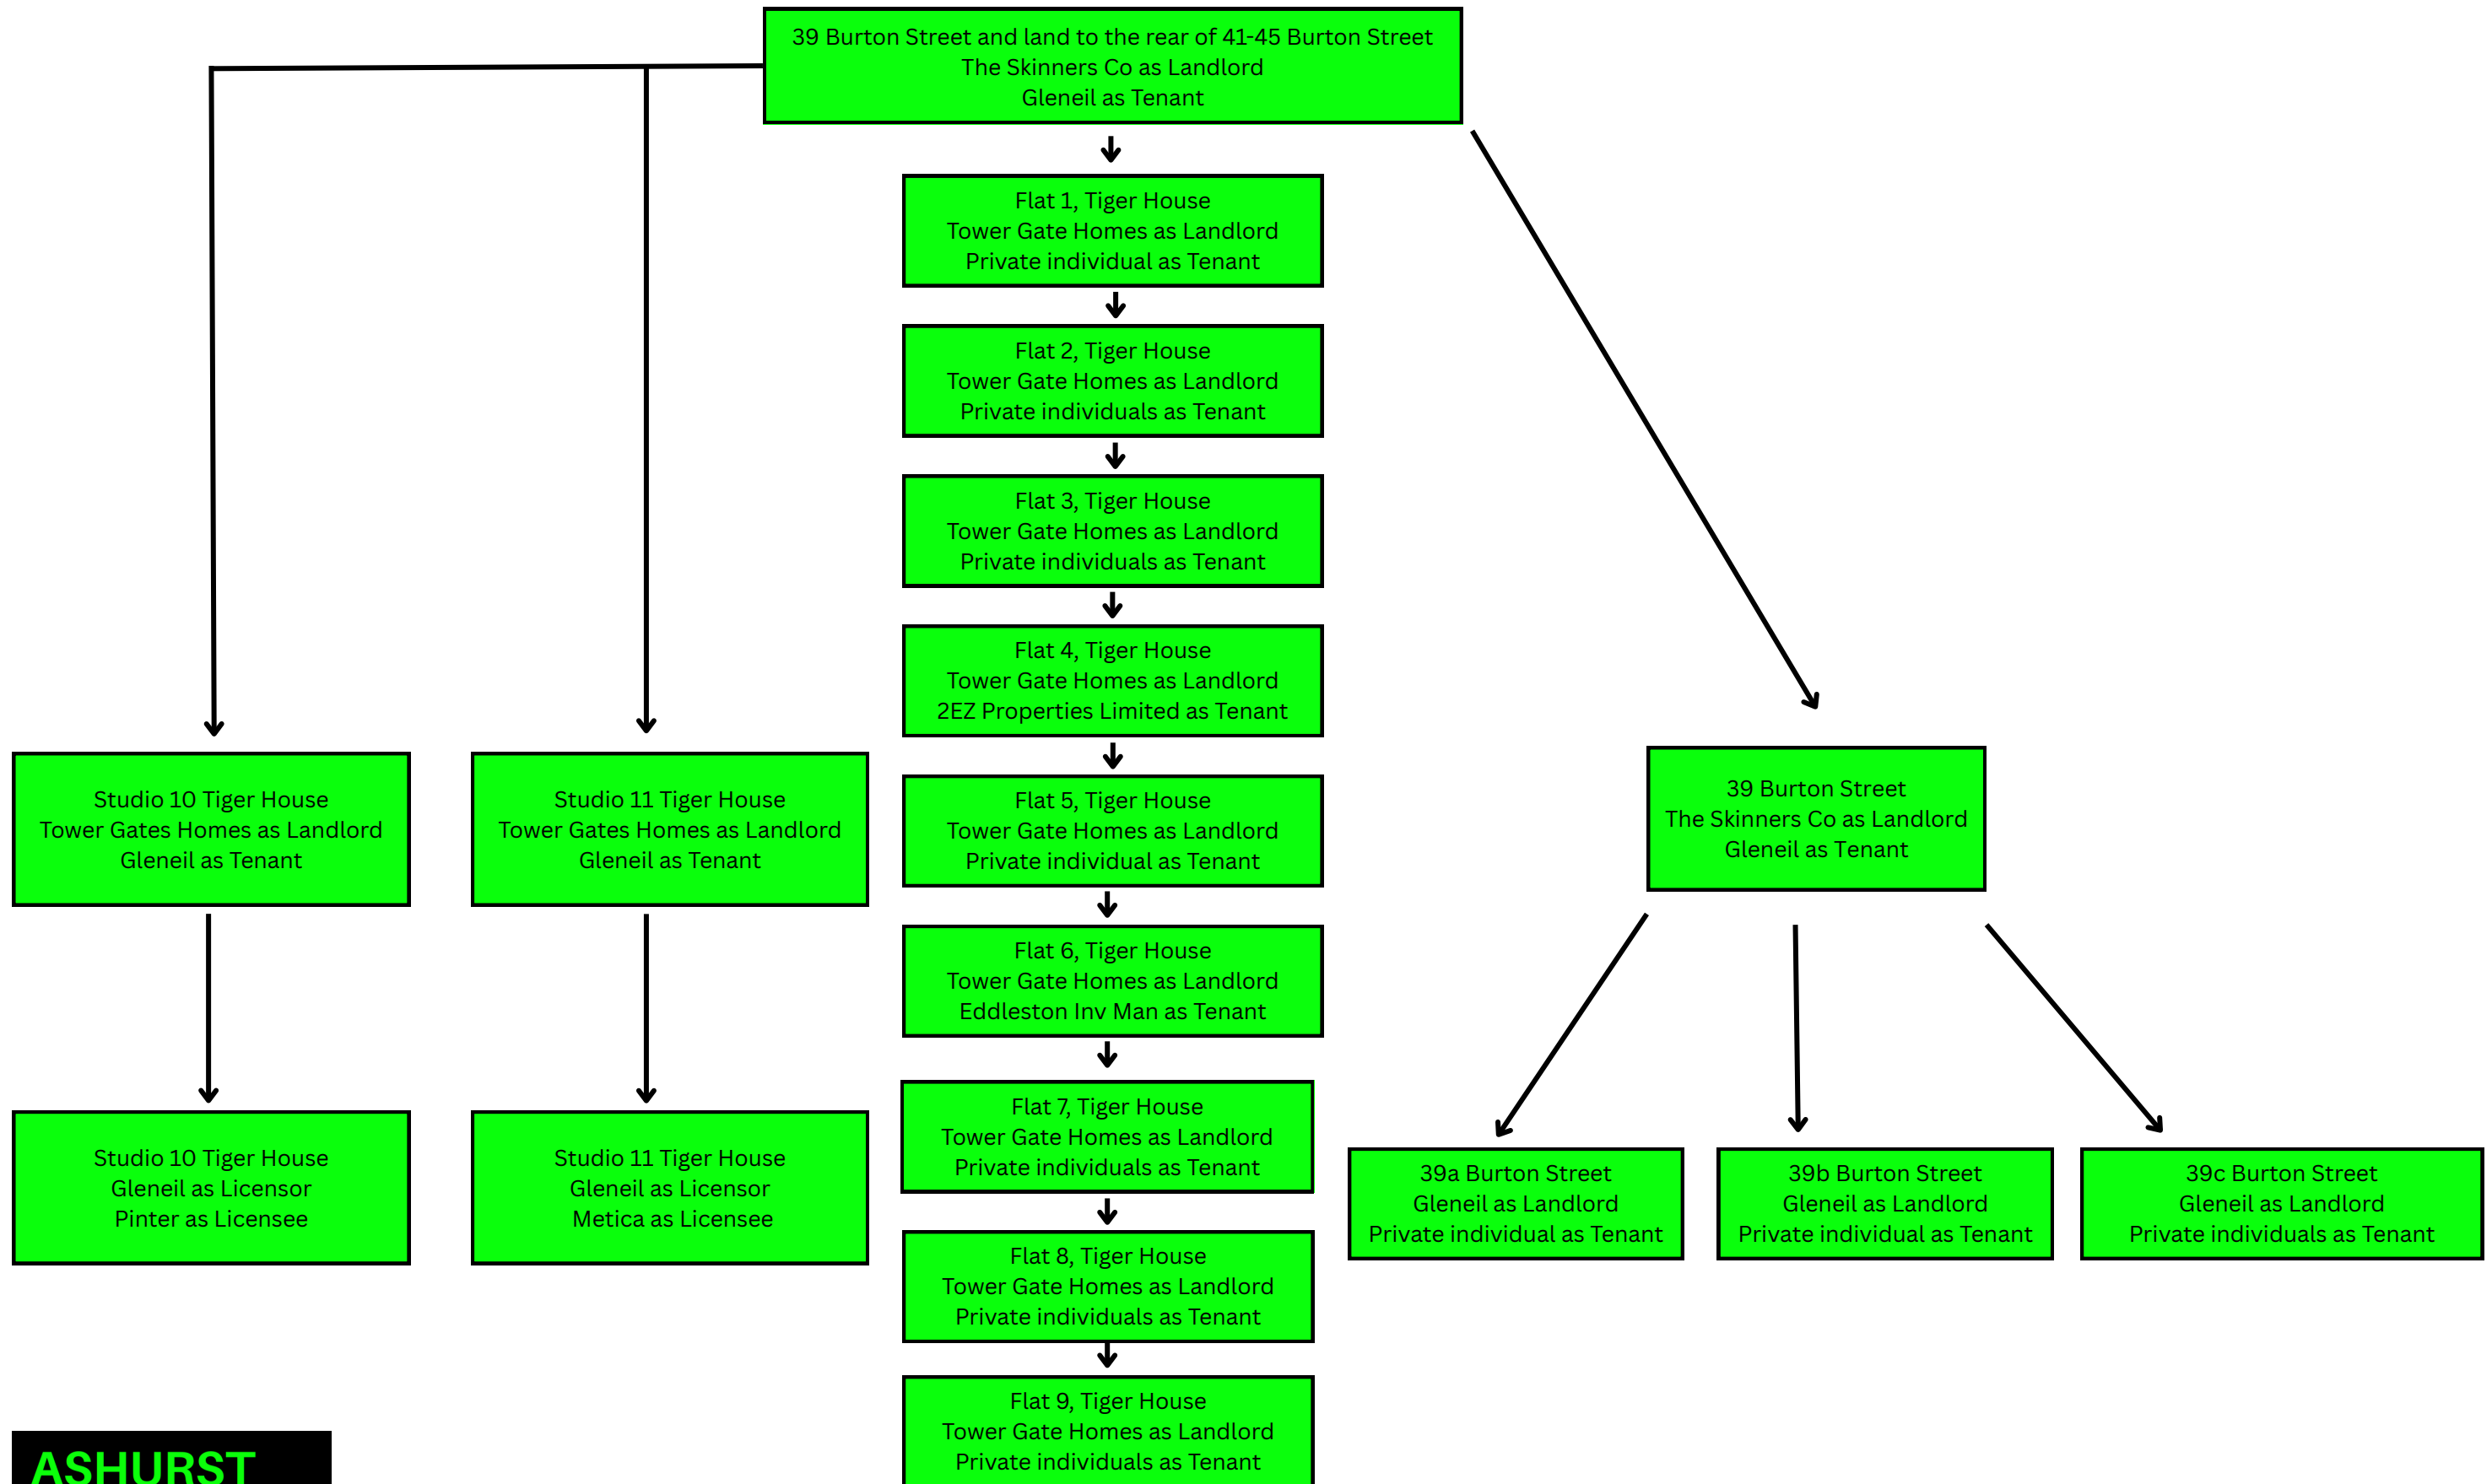 39 Burton Street and land to the rear of 41-45 Burton Street
The Skinners Co as Landlord
Gleneil as Tenant
Flat 1, Tiger House
Tower Gate Homes as Landlord
Private individual as Tenant
Flat 2, Tiger House
Tower Gate Homes as Landlord
Private individuals as Tenant
Flat 3, Tiger House
Tower Gate Homes as Landlord
Private individuals as Tenant
Flat 4, Tiger House
Tower Gate Homes as Landlord
2EZ Properties Limited as Tenant
Studio 10 Tiger House
Tower Gates Homes as Landlord
Gleneil as Tenant
Studio 11 Tiger House
Tower Gates Homes as Landlord
Gleneil as Tenant
Flat 5, Tiger House
Tower Gate Homes as Landlord
Private individual as Tenant
39 Burton Street
The Skinners Co as Landlord
Gleneil as Tenant
Flat 6, Tiger House
Tower Gate Homes as Landlord
Eddleston Inv Man as Tenant
Flat 7, Tiger House
Tower Gate Homes as Landlord
Private individuals as Tenant
Studio 10 Tiger House
Gleneil as Licensor
Pinter as Licensee
Studio 11 Tiger House
Gleneil as Licensor
Metica as Licensee
39a Burton Street
Gleneil as Landlord
Private individual as Tenant
39b Burton Street
Gleneil as Landlord
Private individual as Tenant
39c Burton Street
Gleneil as Landlord
Private individuals as Tenant
Flat 8, Tiger House
Tower Gate Homes as Landlord
Private individuals as Tenant
Flat 9, Tiger House
Tower Gate Homes as Landlord
Private individuals as Tenant
ASHURST